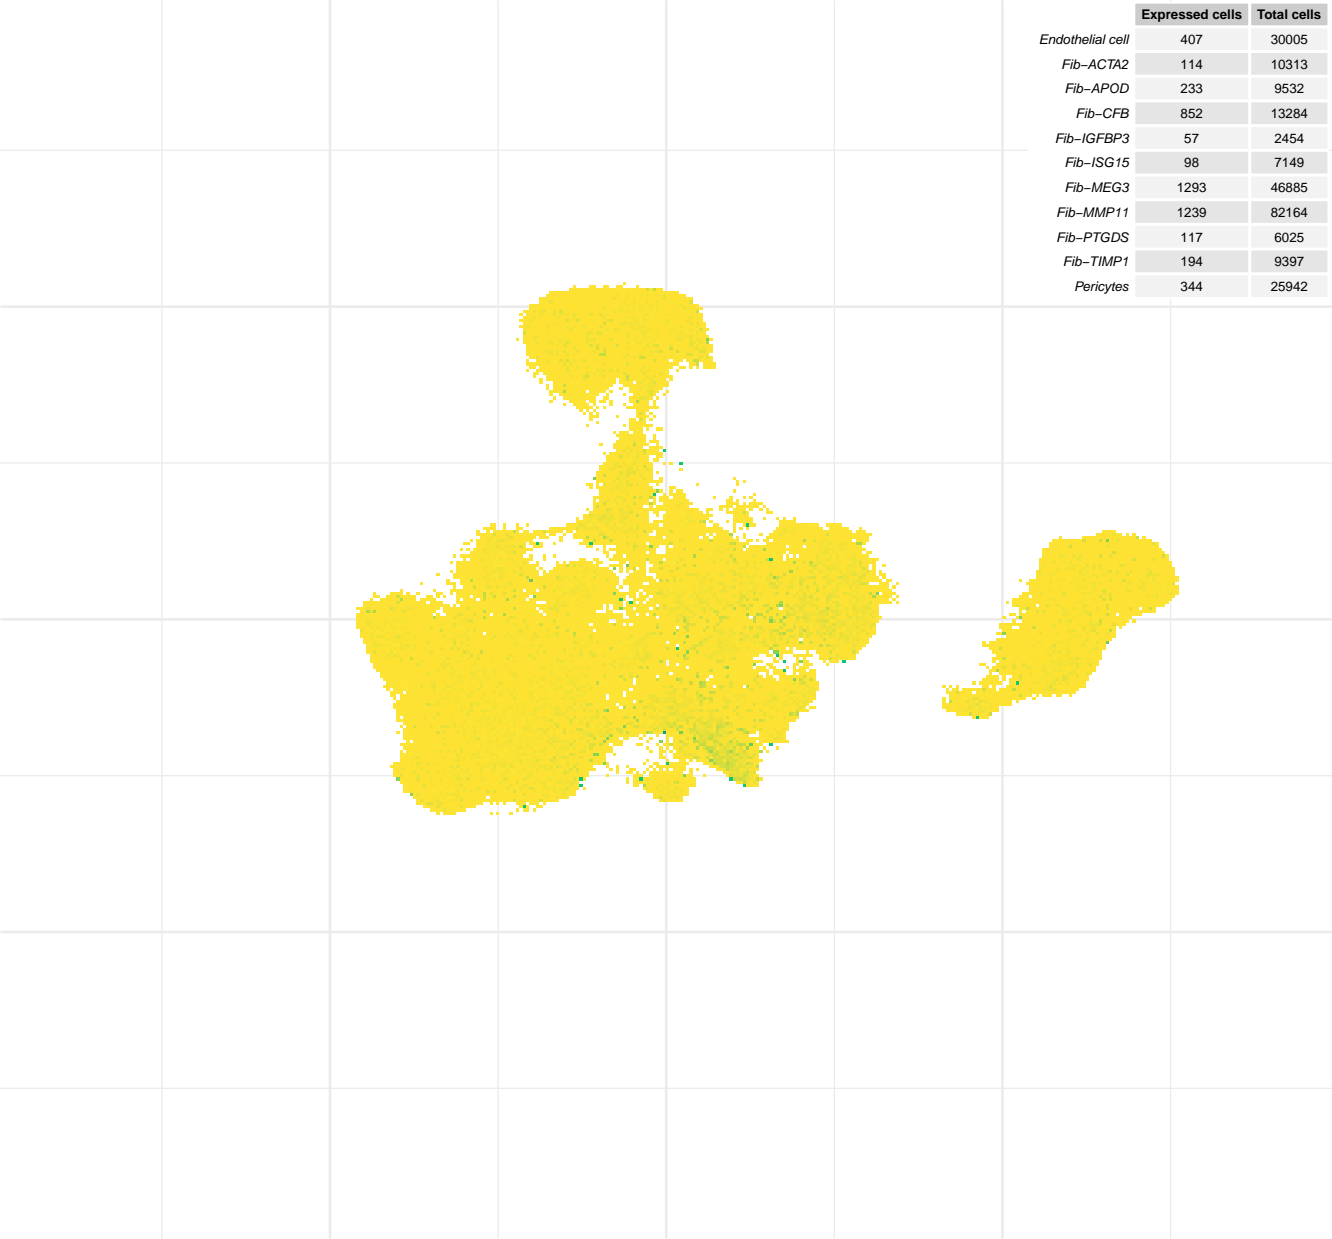 Expressed cells Total cells
Endothelial cell 407 30005
Fib−ACTA2 114 10313
Fib−APOD 233 9532
Fib−CFB 852 13284
Fib−IGFBP3 57 2454
Fib−ISG15 98 7149
Fib−MEG3 1293 46885
Fib−MMP11 1239 82164
Fib−PTGDS 117 6025
Fib−TIMP1 194 9397
Pericytes 344 25942